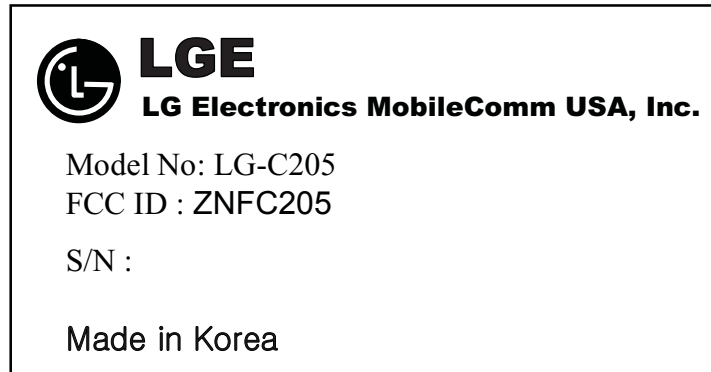 LGE
LG Electronics MobileComm USA, Inc.
Model No: LG-C205
FCC ID : ZNFC205
S/N :
Made in Korea